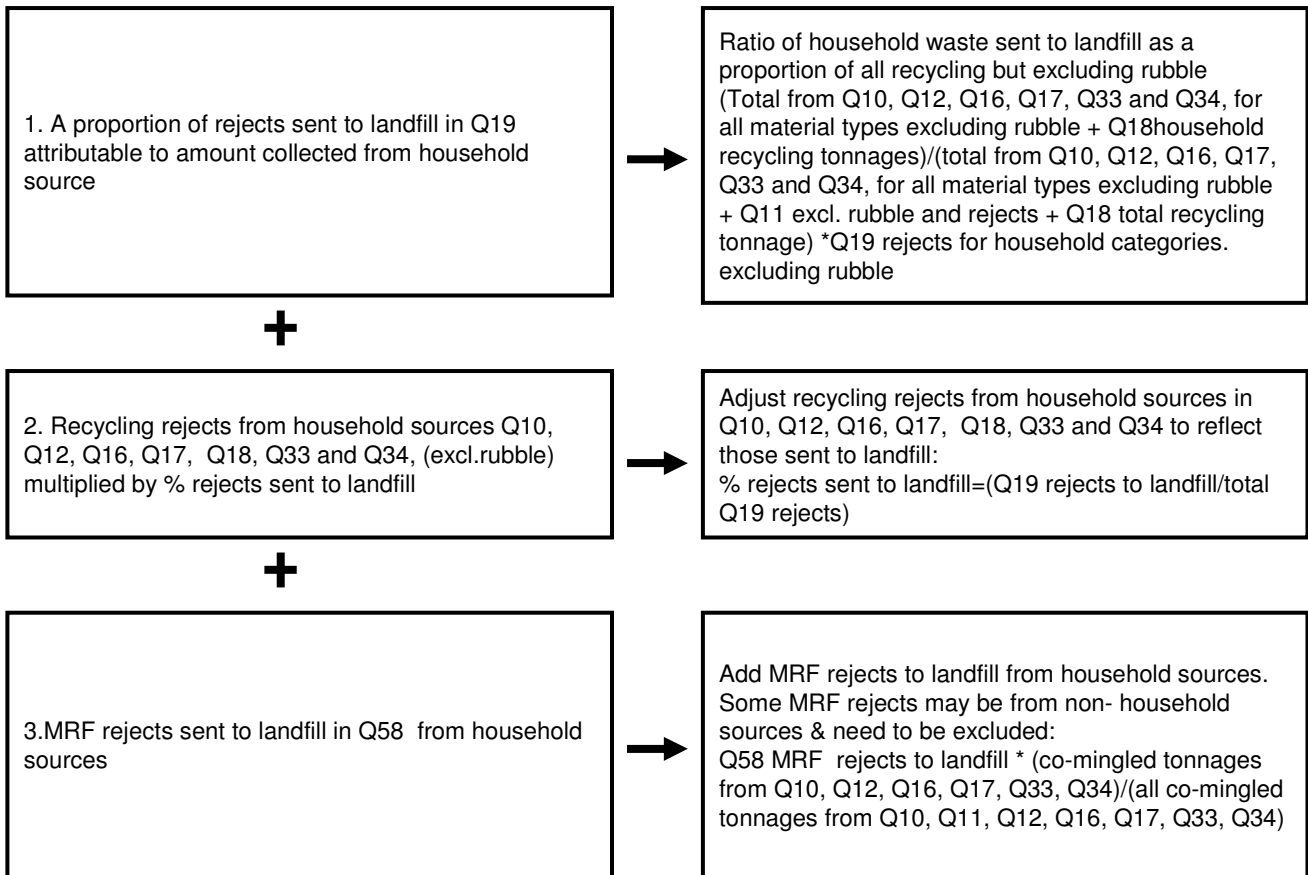 1. A proportion of rejects sent to landfill in Q19
attributable to amount collected from household
source
Ratio of household waste sent to landfill as a
proportion of all recycling but excluding rubble
(Total from Q10, Q12, Q16, Q17, Q33 and Q34, for
all material types excluding rubble + Q18household
recycling tonnages)/(total from Q10, Q12, Q16, Q17,
Q33 and Q34, for all material types excluding rubble
+ Q11 excl. rubble and rejects + Q18 total recycling
tonnage) *Q19 rejects for household categories.
excluding rubble
+
2. Recycling rejects from household sources Q10,
Q12, Q16, Q17, Q18, Q33 and Q34, (excl.rubble)
multiplied by % rejects sent to landfill
Adjust recycling rejects from household sources in
Q10, Q12, Q16, Q17, Q18, Q33 and Q34 to reflect
those sent to landfill:
% rejects sent to landfill=(Q19 rejects to landfill/total
Q19 rejects)
+
3.MRF rejects sent to landfill in Q58 from household
sources
Add MRF rejects to landfill from household sources.
Some MRF rejects may be from non- household
sources & need to be excluded:
Q58 MRF rejects to landfill * (co-mingled tonnages
from Q10, Q12, Q16, Q17, Q33, Q34)/(all co-mingled
tonnages from Q10, Q11, Q12, Q16, Q17, Q33, Q34)